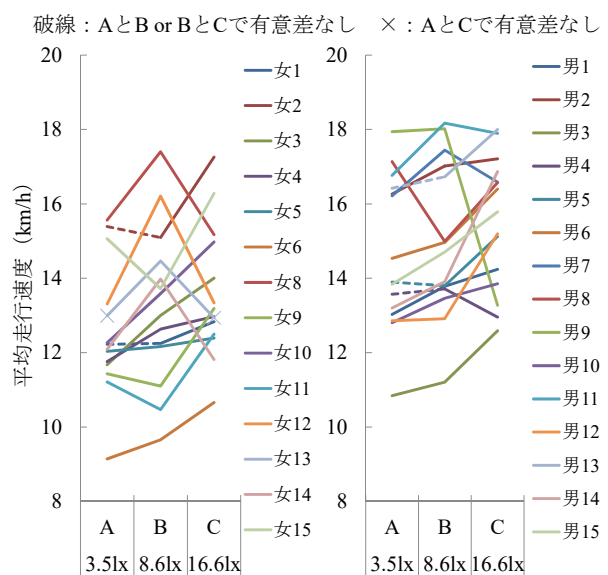 破線：AとB or BとCで有意差なし　×：AとCで有意差なし
平均走行速度（km/h）
20
18
16
14
12
10
8
A B C
3.5lx 8.6lx 16.6lx
女1
女2
女3
女4
女5
女6
女8
女9
女10
女11
女12
女13
女14
女15
20
18
16
14
12
10
8
A B C
3.5lx 8.6lx 16.6lx
男1
男2
男3
男4
男5
男6
男7
男8
男9
男10
男11
男12
男13
男14
男15